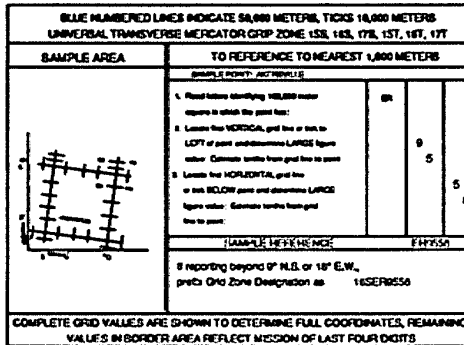 BLUE NUMBERED LINES INDICATE 50,000 METERS, TICKS 10,000 METERS
UNIVERSAL TRANSVERSE MERCATOR GRIP ZONE 15S, 16S, 17S, 15T, 16T, 17T
SAMPLE AREA
TO REFERENCE TO NEAREST 1,000 METERS
SAMPLE POINT:
1. Read letters identifying 100,000 meter
square in which the point lies:
2. Locate first VERTICAL grid line or tick to
LEFT of point and determine LARGE figure
value: Estimate tenths from grid line to point
9
5
3. Locate first HORIZONTAL grid line
or tick BELOW point and determine LARGE
figure value: Estimate tenths from grid
line to point:
5
SAMPLE REFERENCE
ER9558
If reporting beyond 9° N.S. or 18° E.W.,
prefix Grid Zone Designation as 16SER9558
COMPLETE GRID VALUES ARE SHOWN TO DETERMINE FULL COORDINATES, REMAINING
VALUES IN BORDER AREA REFLECT MISSION OF LAST FOUR DIGITS